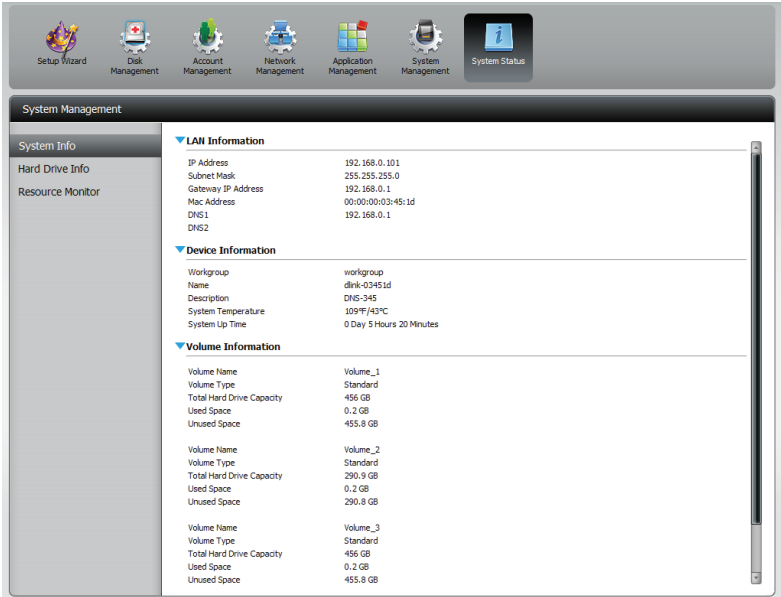 Setup Wizard
Disk Management
Account Management
Network Management
Application Management
System Management
System Status
System Management
System Info
Hard Drive Info
Resource Monitor
LAN Information
IP Address 192.168.0.101
Subnet Mask 255.255.255.0
Gateway IP Address 192.168.0.1
Mac Address 00:00:00:03:45:1d
DNS1 192.168.0.1
DNS2
Device Information
Workgroup workgroup
Name dlink-03451d
Description DNS-345
System Temperature 109°F/43°C
System Up Time 0 Day 5 Hours 20 Minutes
Volume Information
Volume Name Volume_1
Volume Type Standard
Total Hard Drive Capacity 456 GB
Used Space 0.2 GB
Unused Space 455.8 GB
Volume Name Volume_2
Volume Type Standard
Total Hard Drive Capacity 290.9 GB
Used Space 0.2 GB
Unused Space 290.8 GB
Volume Name Volume_3
Volume Type Standard
Total Hard Drive Capacity 456 GB
Used Space 0.2 GB
Unused Space 455.8 GB